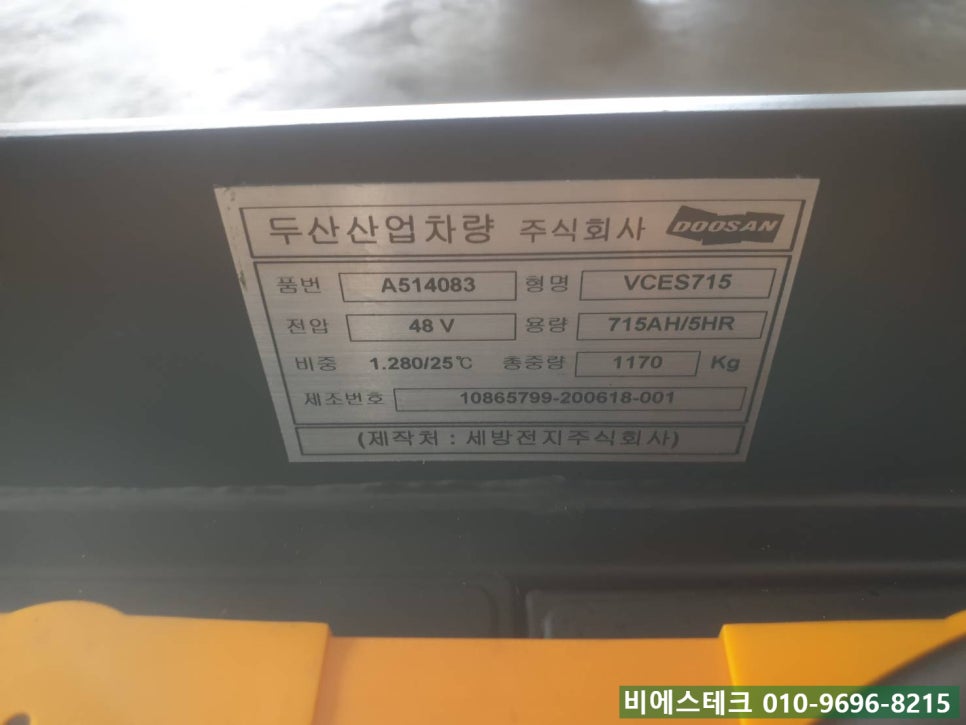 두산산업차량 주식회사 DOOSAN
품번 A514083 형명 VCES715
전압 48 V 용량 715AH/5HR
비중 1.280/25℃ 총중량 1170 Kg
제조번호 10865799-200618-001
(제작처 : 세방전지주식회사)
비에스테크 010-9696-8215